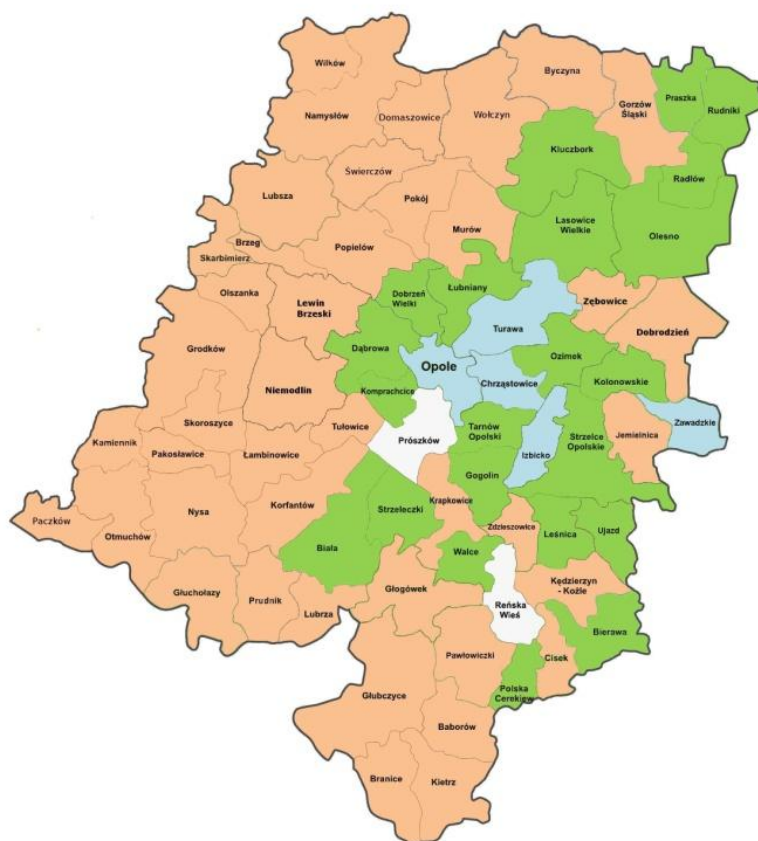 Wilków
Byczyna
Namysłów
Domaszowice
Wołczyn
Gorzów
Śląski
Praszka
Rudniki
Kluczbork
Świerczów
Radłów
Lubsza
Pokój
Lasowice
Wielkie
Murów
Olesno
Brzeg
Popielów
Skarbimierz
Olszanka
Lewin
Brzeski
Dobrzeń
Wielki
Łubniany
Zębowice
Turawa
Dobrodzień
Grodków
Dąbrowa
Opole
Ozimek
Niemodlin
Komprachcice
Chrząstowice
Kolonowskie
Skoroszyce
Tułowice
Prószków
Tarnów
Opolski
Izbicko
Strzelce
Opolskie
Jemielnica
Zawadzkie
Kamiennik
Pakosławice
Łambinowice
Gogolin
Paczków
Otmuchów
Nysa
Korfantów
Strzeleczki
Krapkowice
Zdzieszowice
Leśnica
Ujazd
Biała
Walce
Głuchołazy
Prudnik
Lubrza
Głogówek
Reńska
Wieś
Kędzierzyn
- Koźle
Bierawa
Pawłowiczki
Cisek
Polska
Cerekiew
Głubczyce
Baborów
Branice
Kietrz